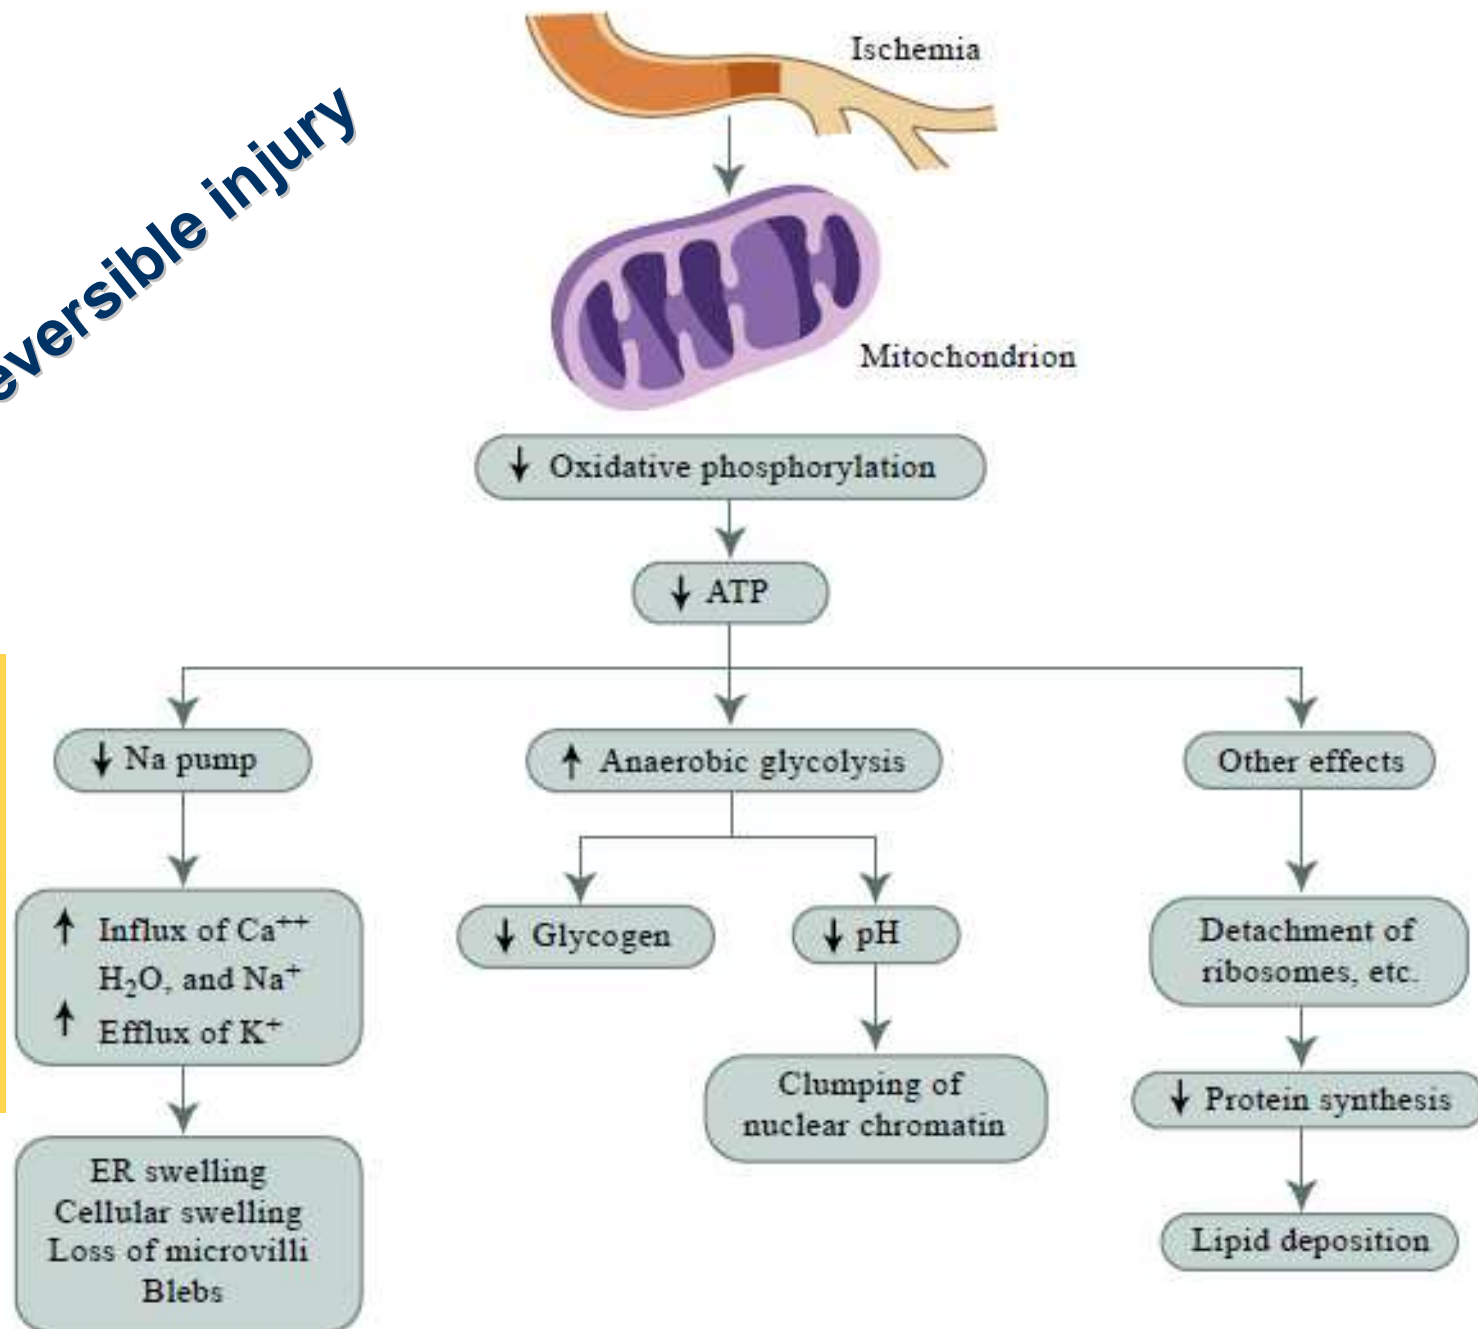 eversible injury
Ischemia
Mitochondrion
↓ Oxidative phosphorylation
↓ ATP
↓ Na pump
↑ Influx of Ca⁺⁺
H₂O, and Na⁺
↑ Efflux of K⁺
ER swelling
Cellular swelling
Loss of microvilli
Blebs
↑ Anaerobic glycolysis
↓ Glycogen
↓ pH
Clumping of
nuclear chromatin
Other effects
Detachment of
ribosomes, etc.
↓ Protein synthesis
Lipid deposition